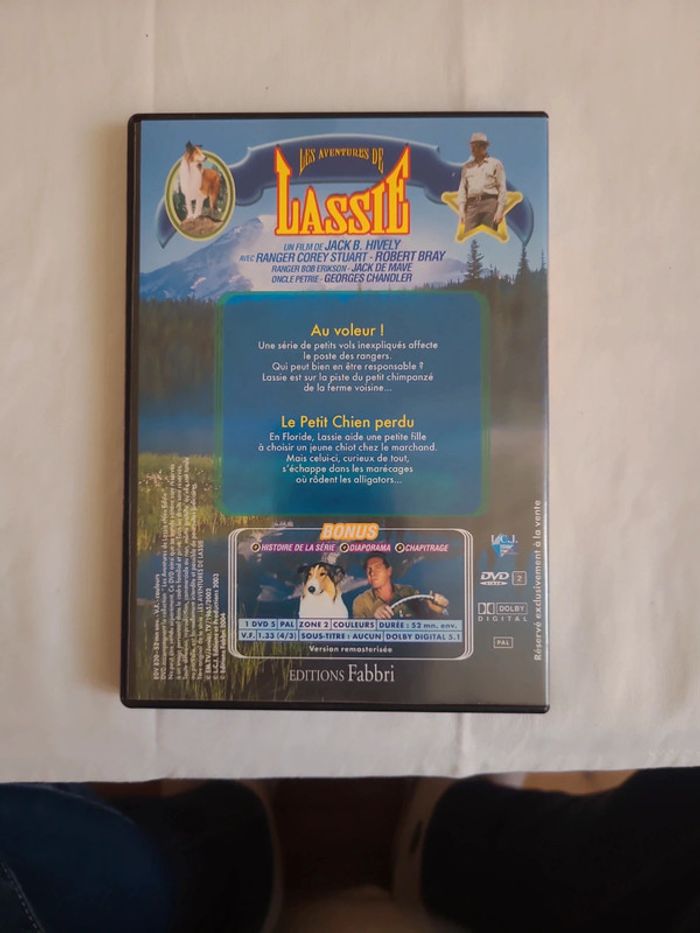 LES AVENTURES DE
LASSIE
UN FILM DE JACK B. HIVELY
AVEC RANGER COREY STUART - ROBERT BRAY
RANGER BOB ERIKSON - JACK DE MAVE
ONCLE PETRIE - GEORGES CHANDLER
Au voleur !
Une série de petits vols inexpliqués affecte
le poste des rangers.
Qui peut bien en être responsable ?
Lassie est sur la piste du petit chimpanzé
de la ferme voisine...
Le Petit Chien perdu
En Floride, Lassie aide une petite fille
à choisir un jeune chiot chez le marchand.
Mais celui-ci, curieux de tout,
s'échappe dans les marécages
où rôdent les alligators...
BONUS
HISTOIRE DE LA SÉRIE DIAPORAMA CHAPITRAGE
1 DVD 5 PAL ZONE 2 COULEURS DURÉE : 52 mn. env.
V.F. 1.33 (4/3) SOUS-TITRE : AUCUN DOLBY DIGITAL 5.1
Version remasterisée
EDITIONS Fabbri
L.C.J.
DVD 2
DOLBY
DIGITAL
PAL
Réservé exclusivement à la vente
© Editions Fabbri 2004